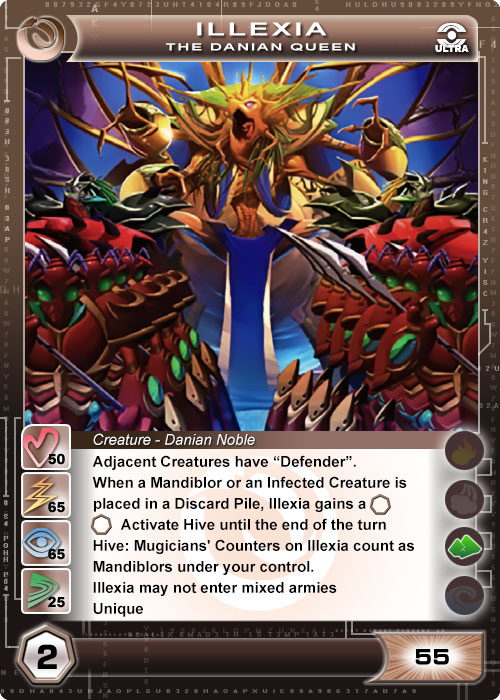 ILLEXIA
THE DANIAN QUEEN
ULTRA
Creature - Danian Noble
50
Adjacent Creatures have “Defender”.
When a Mandiblor or an Infected Creature is
65
placed in a Discard Pile, Illexia gains a
Activate Hive until the end of the turn
65
Hive: Mugicians' Counters on Illexia count as
Mandiblors under your control.
25
Illexia may not enter mixed armies
Unique
2
55